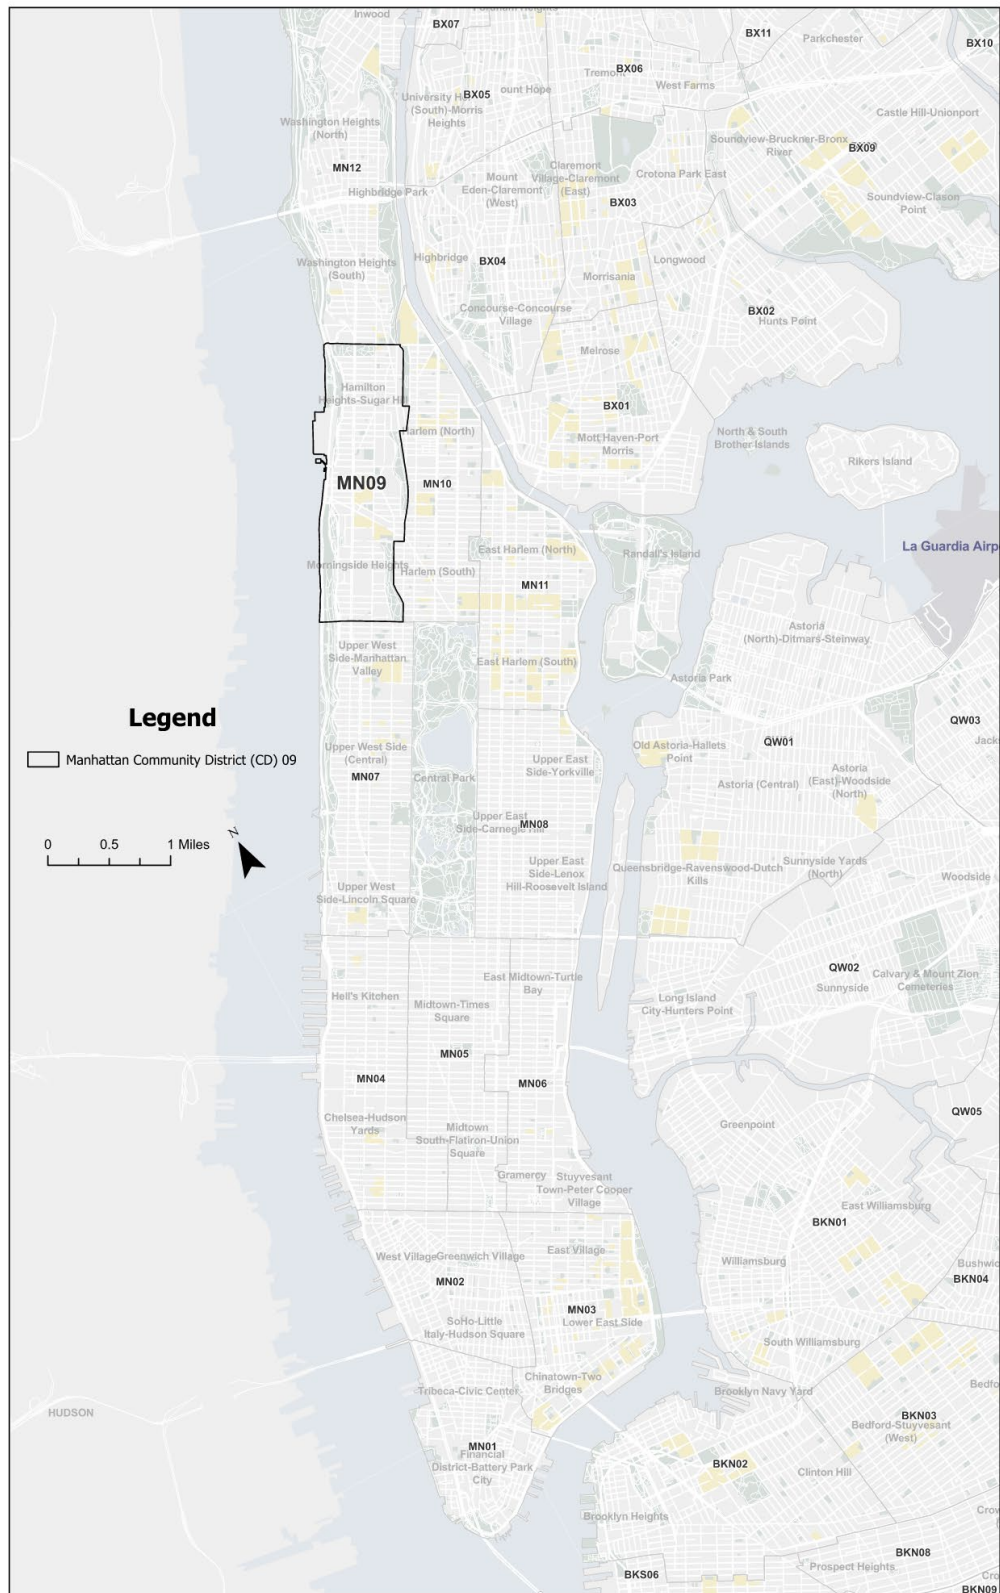 Inwood
BX07
BX11
Parkchester
BX10
Tremont
BX06
West Farms
BX05
ount Hope
University H
(South)-Morris
Heights
Castle Hill-Unionport
Washington Heights
(North)
Soundview-Bruckner-Bronx
River
BX09
MN12
Highbridge Park
Mount
Eden-Claremont
(West)
Claremont
Village-Claremont
(East)
Crotona Park East
BX03
Soundview-Clason
Point
Washington Heights
(South)
Highbridge
BX04
Longwood
Morrisania
Concourse-Concourse
Village
BX02
Hunts Point
Melrose
Hamilton
Heights-Sugar Hill
BX01
Harlem (North)
Mott Haven-Port
Morris
North & South
Brother Islands
Rikers Island
MN09
MN10
East Harlem (North)
Randall's Island
La Guardia Airp
Morningside Heights
Harlem (South)
MN11
Astoria
(North)-Ditmars-Steinway
Upper West
Side-Manhattan
Valley
East Harlem (South)
Astoria Park
Legend
Manhattan Community District (CD) 09
QW03
Jacks
QW01
Old Astoria-Hallets
Point
Upper West Side
(Central)
MN07
Central Park
Upper East
Side-Yorkville
Astoria (Central)
Astoria
(East)-Woodside
(North)
Upper East
Side-Carnegie Hill
MN08
N
0 0.5 1 Miles
Upper East
Side-Lenox
Hill-Roosevelt Island
Queensbridge-Ravenswood-Dutch
Kills
Sunnyside Yards
(North)
Woodside
Upper West
Side-Lincoln Square
East Midtown-Turtle
Bay
QW02
Sunnyside
Calvary & Mount Zion
Cemeteries
Hell's Kitchen
Midtown-Times
Square
Long Island
City-Hunters Point
MN05
MN04
MN06
QW05
Chelsea-Hudson
Yards
Midtown
South-Flatiron-Union
Square
Greenpoint
Gramercy
Stuyvesant
Town-Peter Cooper
Village
East Williamsburg
BKN01
West Village
Greenwich Village
East Village
Williamsburg
Bushwic
BKN04
MN02
MN03
Lower East Side
SoHo-Little
Italy-Hudson Square
South Williamsburg
Chinatown-Two
Bridges
Tribeca-Civic Center
Brooklyn Navy Yard
Bedfo
HUDSON
BKN03
Bedford-Stuyvesant
(West)
MN01
Financial
District-Battery Park
City
BKN02
Clinton Hill
Brooklyn Heights
Crow
BKN08
Prospect Heights
BKS06
Cro
BKN09